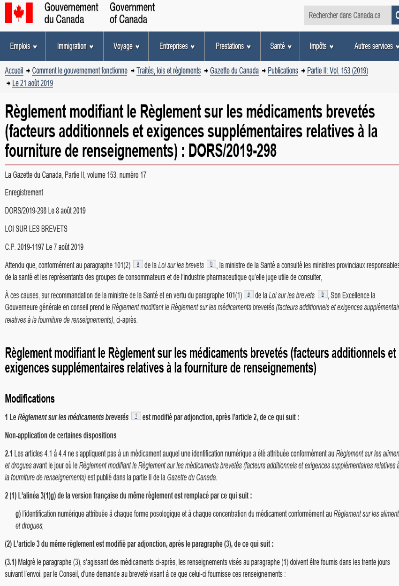 Gouvernement Government
du Canada of Canada
Rechercher dans Canada.ca
Emplois Immigration Voyage Entreprises Prestations Santé Impôts Autres services
Accueil → Comment le gouvernement fonctionne → Traités, lois et règlements → Gazette du Canada → Publications → Partie II: Vol. 153 (2019)
→ Le 21 août 2019
Règlement modifiant le Règlement sur les médicaments brevetés
(facteurs additionnels et exigences supplémentaires relatives à la
fourniture de renseignements) : DORS/2019-298
La Gazette du Canada, Partie II, volume 153, numéro 17
Enregistrement
DORS/2019-298 Le 8 août 2019
LOI SUR LES BREVETS
C.P. 2019-1197 Le 7 août 2019
Attendu que, conformément au paragraphe 101(2) de la Loi sur les brevets , la ministre de la Santé a consulté les ministres provinciaux responsables
de la santé et les représentants des groupes de consommateurs et de l'industrie pharmaceutique qu'elle juge utile de consulter,
À ces causes, sur recommandation de la ministre de la Santé et en vertu du paragraphe 101(1) de la Loi sur les brevets , Son Excellence la
Gouverneure générale en conseil prend le Règlement modifiant le Règlement sur les médicaments brevetés (facteurs additionnels et exigences supplémentaires
relatives à la fourniture de renseignements), ci-après.
Règlement modifiant le Règlement sur les médicaments brevetés (facteurs additionnels et
exigences supplémentaires relatives à la fourniture de renseignements)
Modifications
1 Le Règlement sur les médicaments brevetés est modifié par adjonction, après l'article 2, de ce qui suit :
Non-application de certaines dispositions
2.1 Les articles 4.1 à 4.4 ne s'appliquent pas à un médicament auquel une identification numérique a été attribuée conformément au Règlement sur les alimen
et drogues avant le jour où le Règlement modifiant le Règlement sur les médicaments brevetés (facteurs additionnels et exigences supplémentaires relatives à
la fourniture de renseignements) est publié dans la partie II de la Gazette du Canada.
2 (1) L'alinéa 3(1)g) de la version française du même règlement est remplacé par ce qui suit :
g) l'identification numérique attribuée à chaque forme posologique et à chaque concentration du médicament conformément au Règlement sur les aliment
et drogues;
(2) L'article 3 du même règlement est modifié par adjonction, après le paragraphe (3), de ce qui suit :
(3.1) Malgré le paragraphe (3), s'agissant des médicaments ci-après, les renseignements visés au paragraphe (1) doivent être fournis dans les trente jours
suivant l'envoi, par le Conseil, d'une demande au breveté visant à ce que celui-ci fournisse ces renseignements :